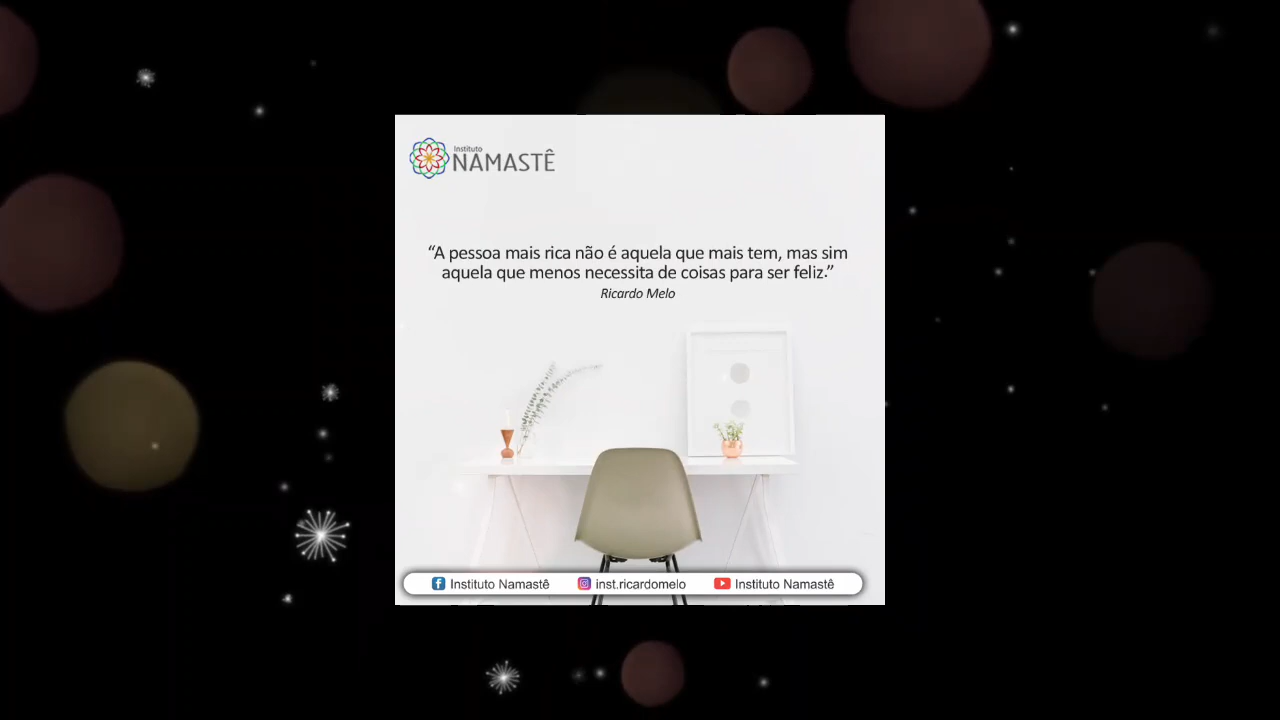 Instituto
NAMASTÊ
“A pessoa mais rica não é aquela que mais tem, mas sim
aquela que menos necessita de coisas para ser feliz.”
Ricardo Melo
Instituto Namastê inst.ricardomelo Instituto Namastê